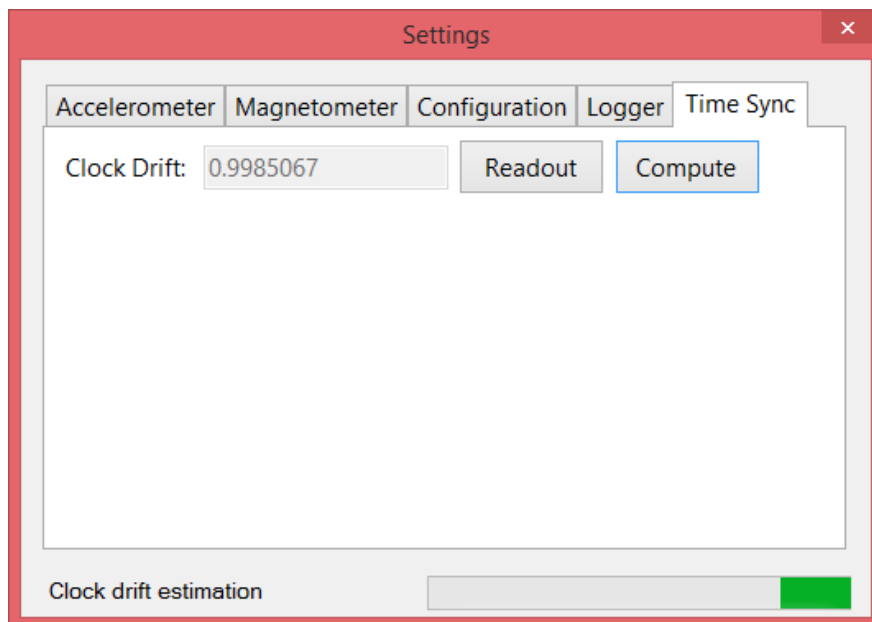 Settings
Accelerometer Magnetometer Configuration Logger Time Sync
Clock Drift: 0.9985067 Readout Compute
Clock drift estimation